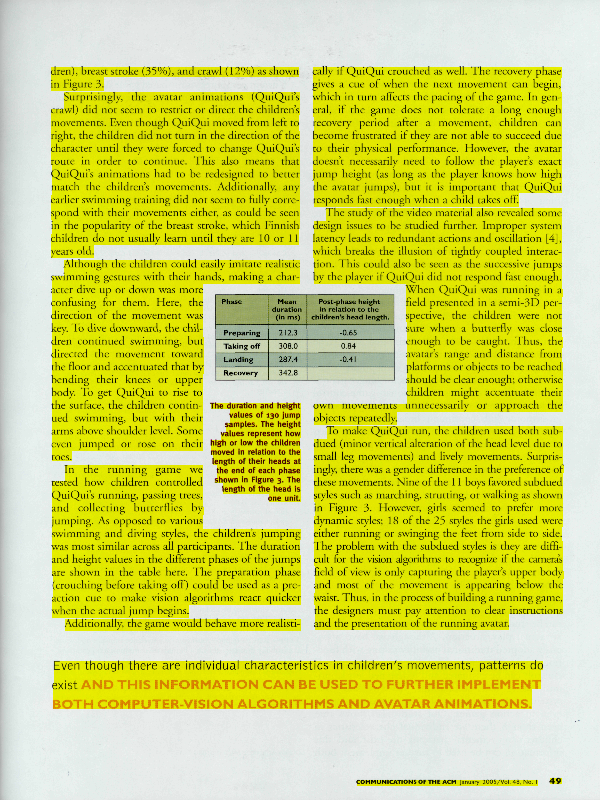 dren), breast stroke (35%), and crawl (12%) as shown
in Figure 3.
Surprisingly, the avatar animations (QuiQui's
crawl) did not seem to restrict or direct the children's
movements. Even though QuiQui moved from left to
right, the children did not turn in the direction of the
character until they were forced to change QuiQui's
route in order to continue. This also means that
QuiQui's animations had to be redesigned to better
match the children's movements. Additionally, any
earlier swimming training did not seem to fully corre-
spond with their movements either, as could be seen
in the popularity of the breast stroke, which Finnish
children do not usually learn until they are 10 or 11
years old.
Although the children could easily imitate realistic
swimming gestures with their hands, making a char-
acter dive up or down was more
confusing for them. Here, the
direction of the movement was
key. To dive downward, the chil-
dren continued swimming, but
directed the movement toward
the floor and accentuated that by
bending their knees or upper
body. To get QuiQui to rise to
the surface, the children contin-
ued swimming, but with their
arms above shoulder level. Some
even jumped or rose on their
toes.
In the running game we
tested how children controlled
QuiQui's running, passing trees,
and collecting butterflies by
jumping. As opposed to various
swimming and diving styles, the children's jumping
was most similar across all participants. The duration
and height values in the different phases of the jumps
are shown in the table here. The preparation phase
(crouching before taking off) could be used as a pre-
action cue to make vision algorithms react quicker
when the actual jump begins.
Additionally, the game would behave more realisti-
cally if QuiQui crouched as well. The recovery phase
gives a cue of when the next movement can begin,
which in turn affects the pacing of the game. In gen-
eral, if the game does not tolerate a long enough
recovery period after a movement, children can
become frustrated if they are not able to succeed due
to their physical performance. However, the avatar
doesn't necessarily need to follow the player's exact
jump height (as long as the player knows how high
the avatar jumps), but it is important that QuiQui
responds fast enough when a child takes off.
The study of the video material also revealed some
design issues to be studied further. Improper system
latency leads to redundant actions and oscillation [4],
which breaks the illusion of tightly coupled interac-
tion. This could also be seen as the successive jumps
by the player if QuiQui did not respond fast enough.
When QuiQui was running in a
field presented in a semi-3D per-
spective, the children were not
sure when a butterfly was close
enough to be caught. Thus, the
avatar's range and distance from
platforms or objects to be reached
should be clear enough; otherwise
children might accentuate their
own movements unnecessarily or approach the
objects repeatedly.
To make QuiQui run, the children used both sub-
dued (minor vertical alteration of the head level due to
small leg movements) and lively movements. Surpris-
ingly, there was a gender difference in the preference of
these movements. Nine of the 11 boys favored subdued
styles such as marching, strutting, or walking as shown
in Figure 3. However, girls seemed to prefer more
dynamic styles; 18 of the 25 styles the girls used were
either running or swinging the feet from side to side.
The problem with the subdued styles is they are diffi-
cult for the vision algorithms to recognize if the camera's
field of view is only capturing the player's upper body
and most of the movement is appearing below the
waist. Thus, in the process of building a running game,
the designers must pay attention to clear instructions
and the presentation of the running avatar.
Phase Mean duration (in ms) Post-phase height in relation to the children's head length.
Preparing 212.3 -0.65
Taking off 308.0 0.84
Landing 287.4 -0.41
Recovery 342.8
The duration and height
values of 130 jump
samples. The height
values represent how
high or low the children
moved in relation to the
length of their heads at
the end of each phase
shown in Figure 3. The
length of the head is
one unit.
Even though there are individual characteristics in children's movements, patterns do
exist AND THIS INFORMATION CAN BE USED TO FURTHER IMPLEMENT
BOTH COMPUTER-VISION ALGORITHMS AND AVATAR ANIMATIONS.
COMMUNICATIONS OF THE ACM January 2005/Vol. 48, No. 1 49